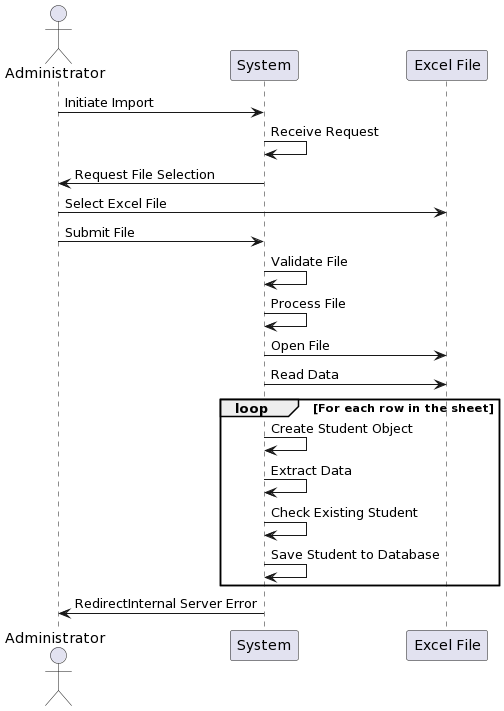 Administrator
System
Excel File
Initiate Import
Receive Request
Request File Selection
Select Excel File
Submit File
Validate File
Process File
Open File
Read Data
loop [For each row in the sheet]
Create Student Object
Extract Data
Check Existing Student
Save Student to Database
RedirectInternal Server Error
Administrator
System
Excel File